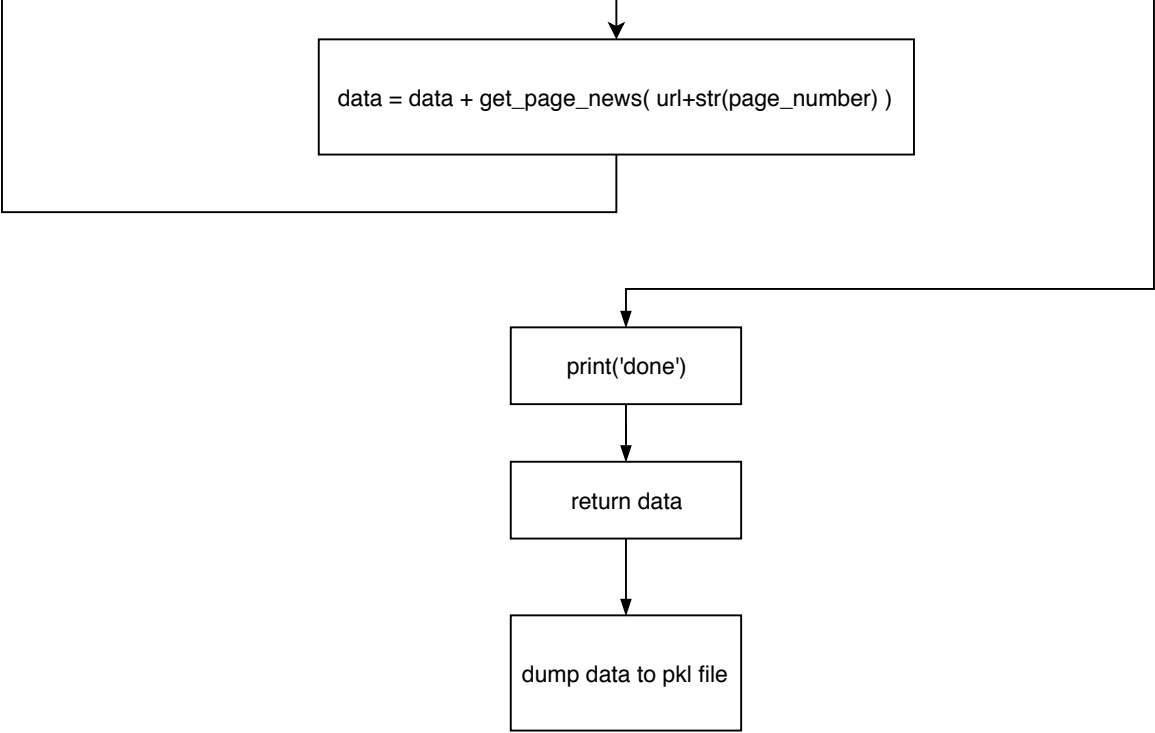 data = data + get_page_news( url+str(page_number) )
print('done')
return data
dump data to pkl file